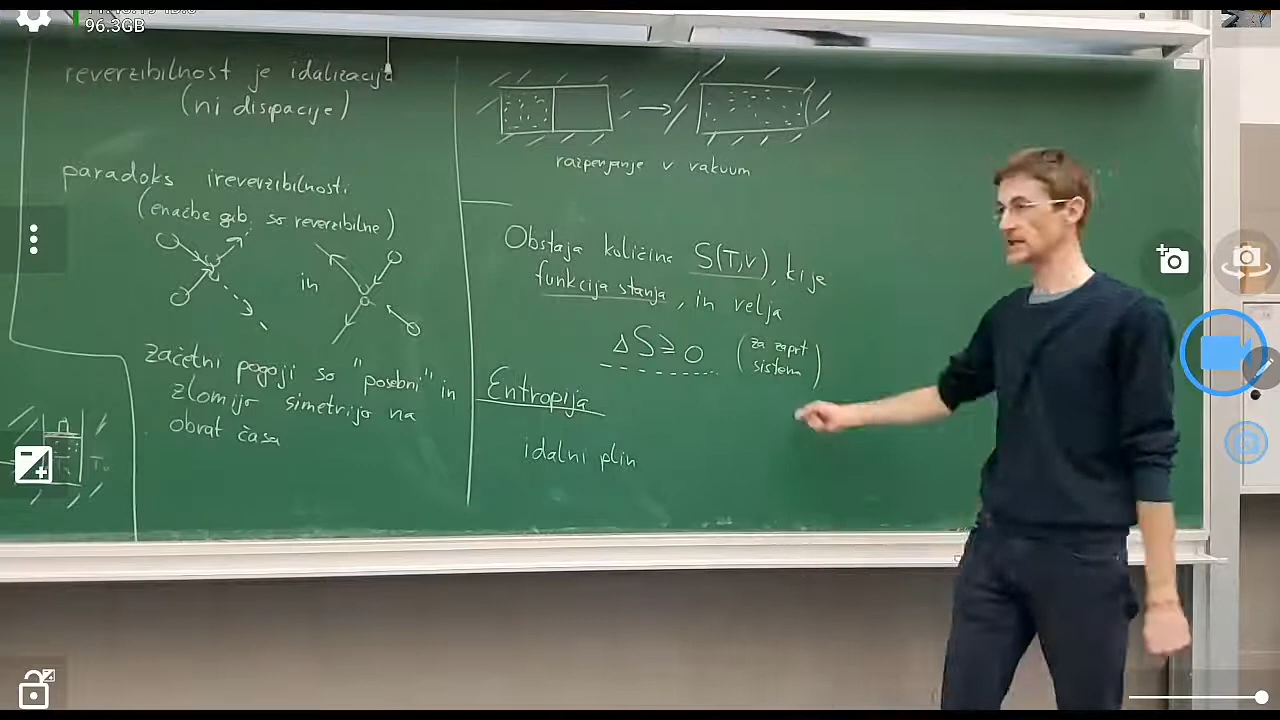 96.3GB
reverzibilnost je idalizacija
(ni disipacije)
paradoks ireverzibilnosti
(enačbe gib. so reverzibilne)
in
začetni pogoji so "posebni" in
zlomijo simetrijo na
obrat časa
razpenjanje v vakuum
Obstaja količina S(T,V), ki je
funkcija stanja, in velja
ΔS ≥ 0 (za zaprt
sistem)
Entropija
idalni plin